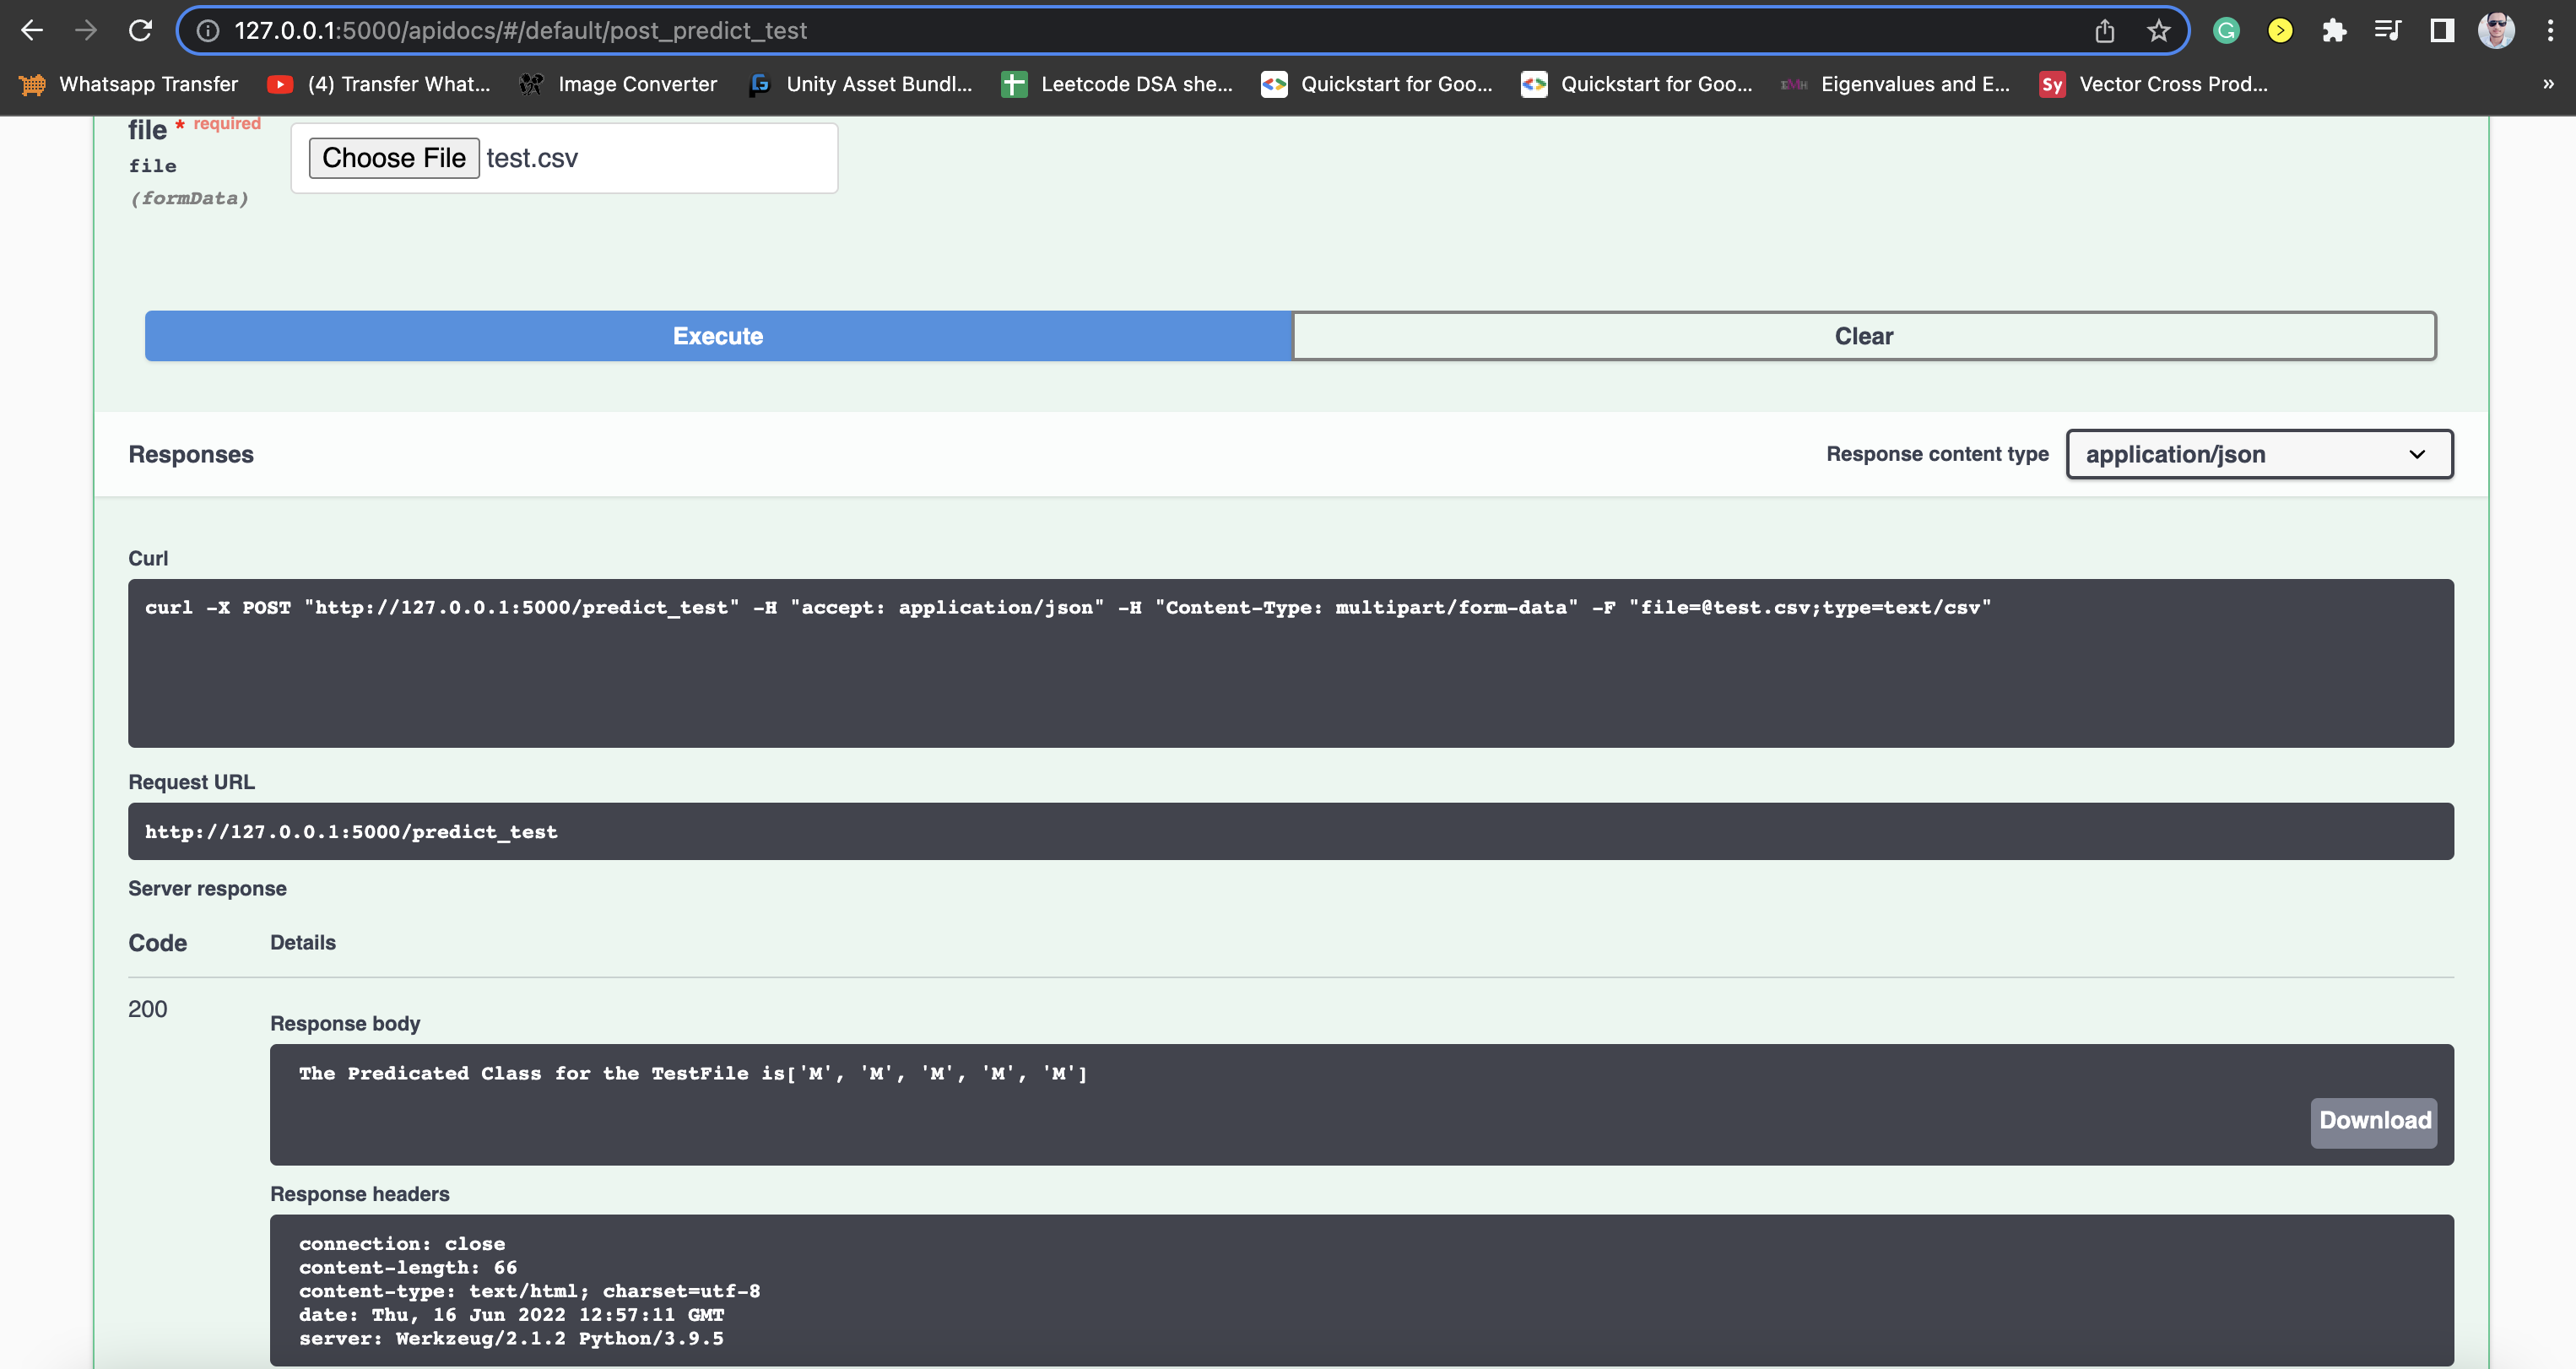 127.0.0.1:5000/apidocs/#/default/post_predict_test
Whatsapp Transfer
(4) Transfer What...
Image Converter
Unity Asset Bundl...
Leetcode DSA she...
Quickstart for Goo...
Quickstart for Goo...
Eigenvalues and E...
Sy
Vector Cross Prod...
»
file * required
file
(formData)
Choose File test.csv
Execute
Clear
Responses
Response content type
application/json
Curl
curl -X POST "http://127.0.0.1:5000/predict_test" -H "accept: application/json" -H "Content-Type: multipart/form-data" -F "file=@test.csv;type=text/csv"
Request URL
http://127.0.0.1:5000/predict_test
Server response
Code Details
200
Response body
The Predicated Class for the TestFile is['M', 'M', 'M', 'M', 'M']
Download
Response headers
connection: close
content-length: 66
content-type: text/html; charset=utf-8
date: Thu, 16 Jun 2022 12:57:11 GMT
server: Werkzeug/2.1.2 Python/3.9.5